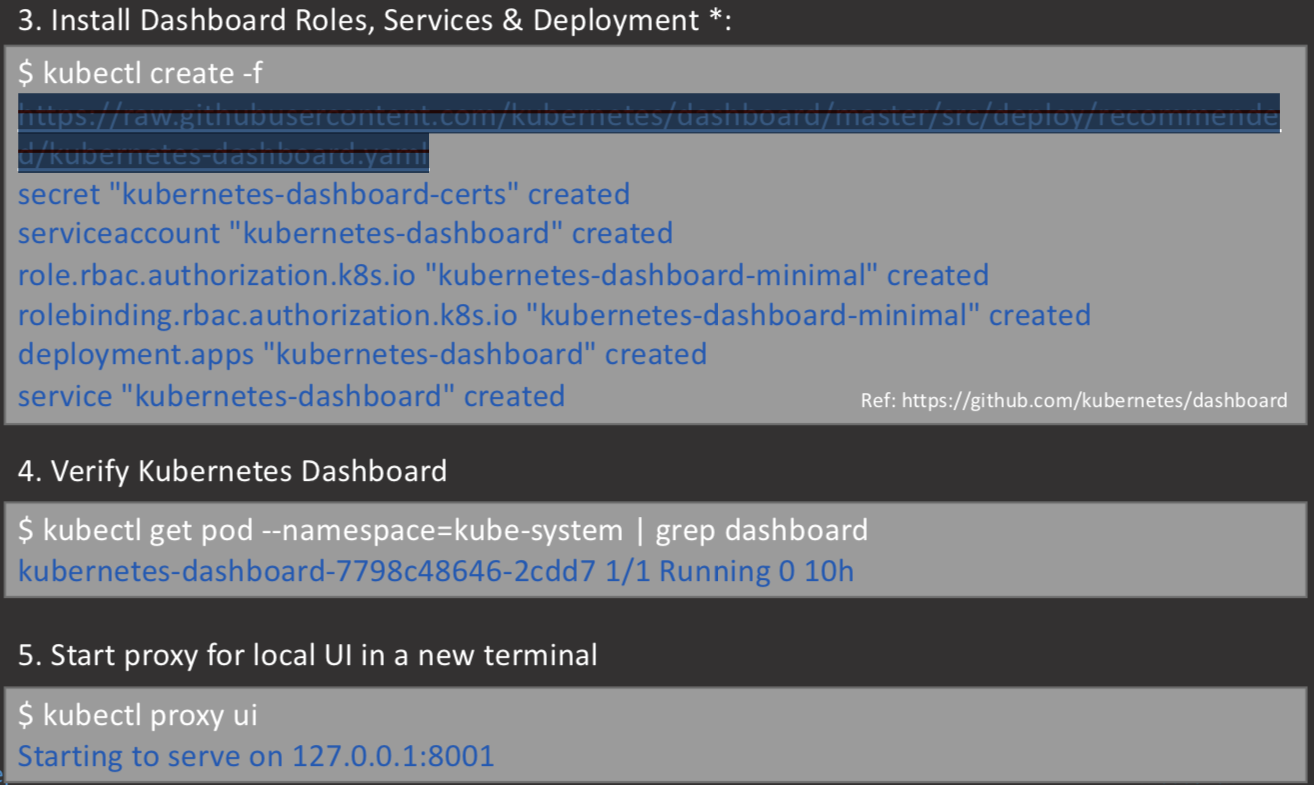 3. Install Dashboard Roles, Services & Deployment *:
$ kubectl create -f
https://raw.githubusercontent.com/kubernetes/dashboard/master/src/deploy/recommende
d/kubernetes-dashboard.yaml
secret "kubernetes-dashboard-certs" created
serviceaccount "kubernetes-dashboard" created
role.rbac.authorization.k8s.io "kubernetes-dashboard-minimal" created
rolebinding.rbac.authorization.k8s.io "kubernetes-dashboard-minimal" created
deployment.apps "kubernetes-dashboard" created
service "kubernetes-dashboard" created
Ref: https://github.com/kubernetes/dashboard
4. Verify Kubernetes Dashboard
$ kubectl get pod --namespace=kube-system | grep dashboard
kubernetes-dashboard-7798c48646-2cdd7 1/1 Running 0 10h
5. Start proxy for local UI in a new terminal
$ kubectl proxy ui
Starting to serve on 127.0.0.1:8001